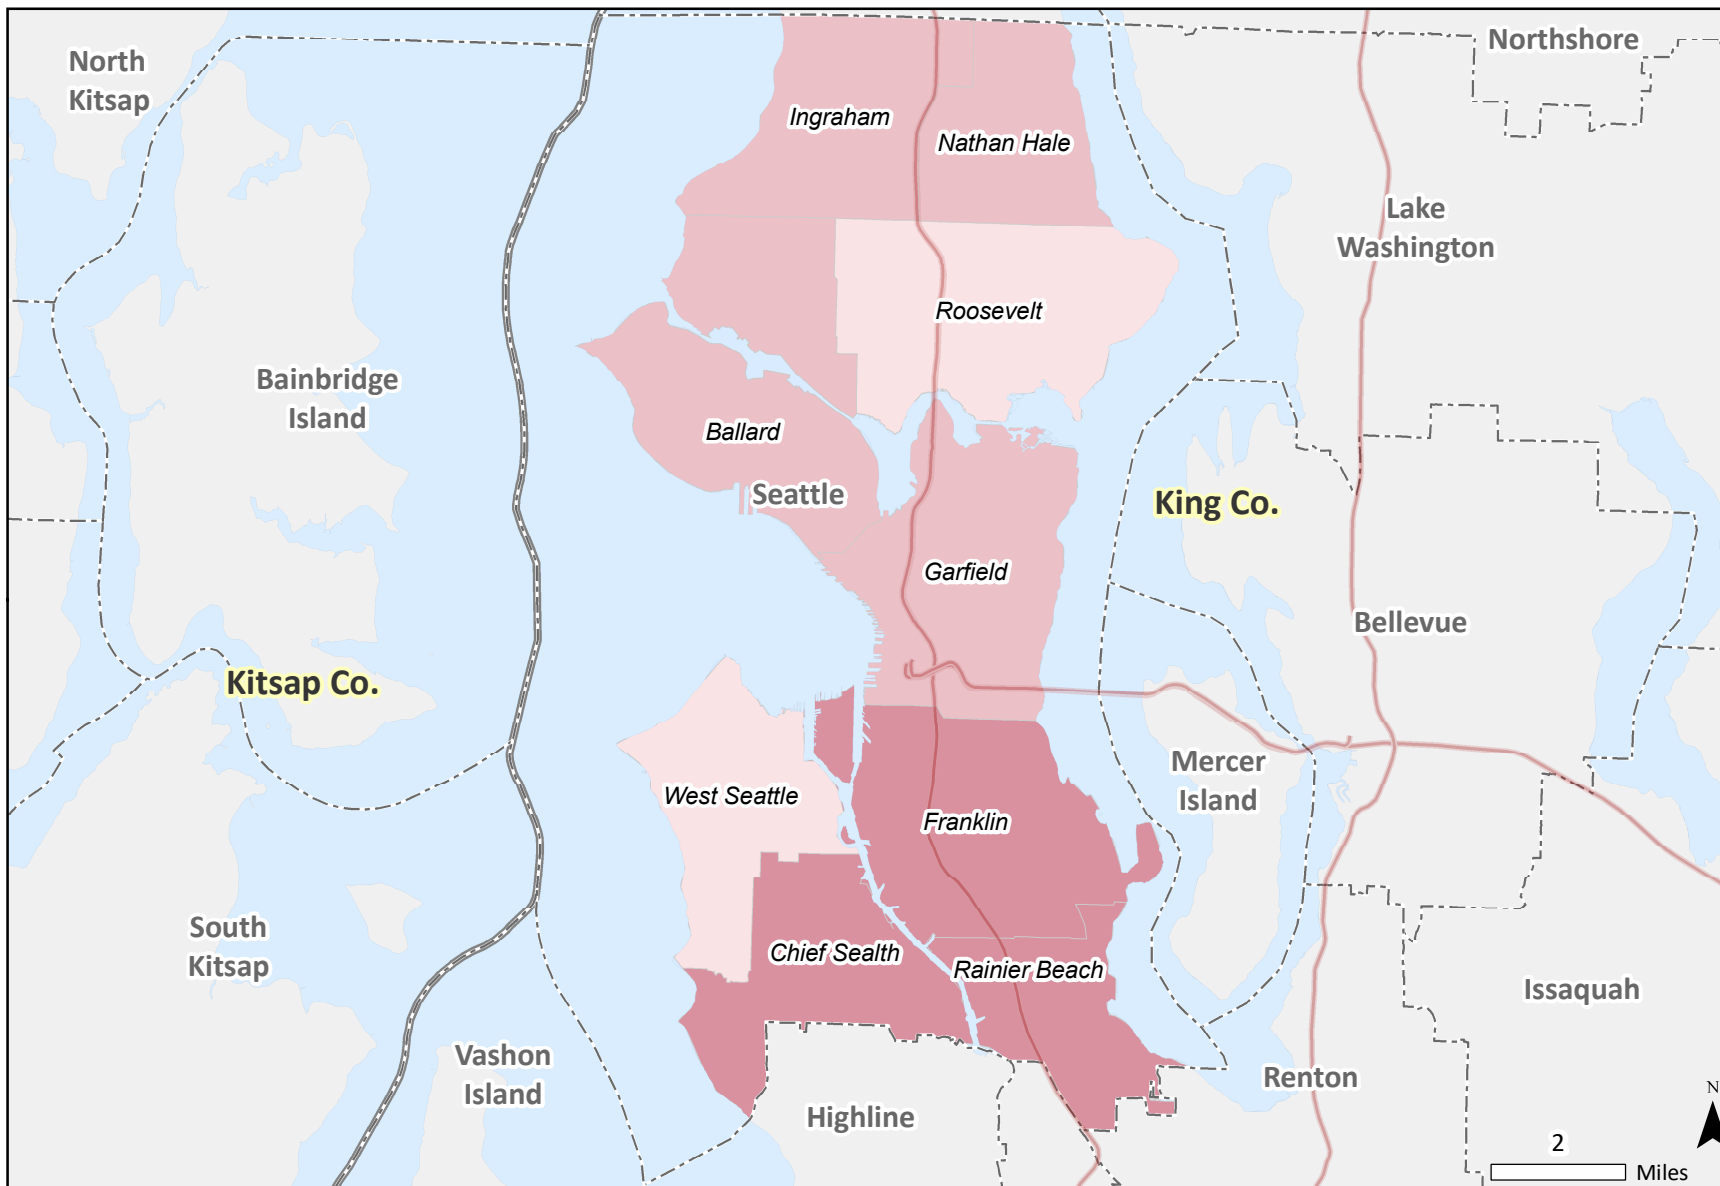 North
Kitsap
Northshore
Ingraham
Nathan Hale
Lake
Washington
Roosevelt
Bainbridge
Island
Ballard
Seattle
King Co.
Garfield
Bellevue
Kitsap Co.
Mercer
Island
West Seattle
Franklin
South
Kitsap
Chief Sealth
Rainier Beach
Issaquah
Vashon
Island
Renton
Highline
N
2
Miles